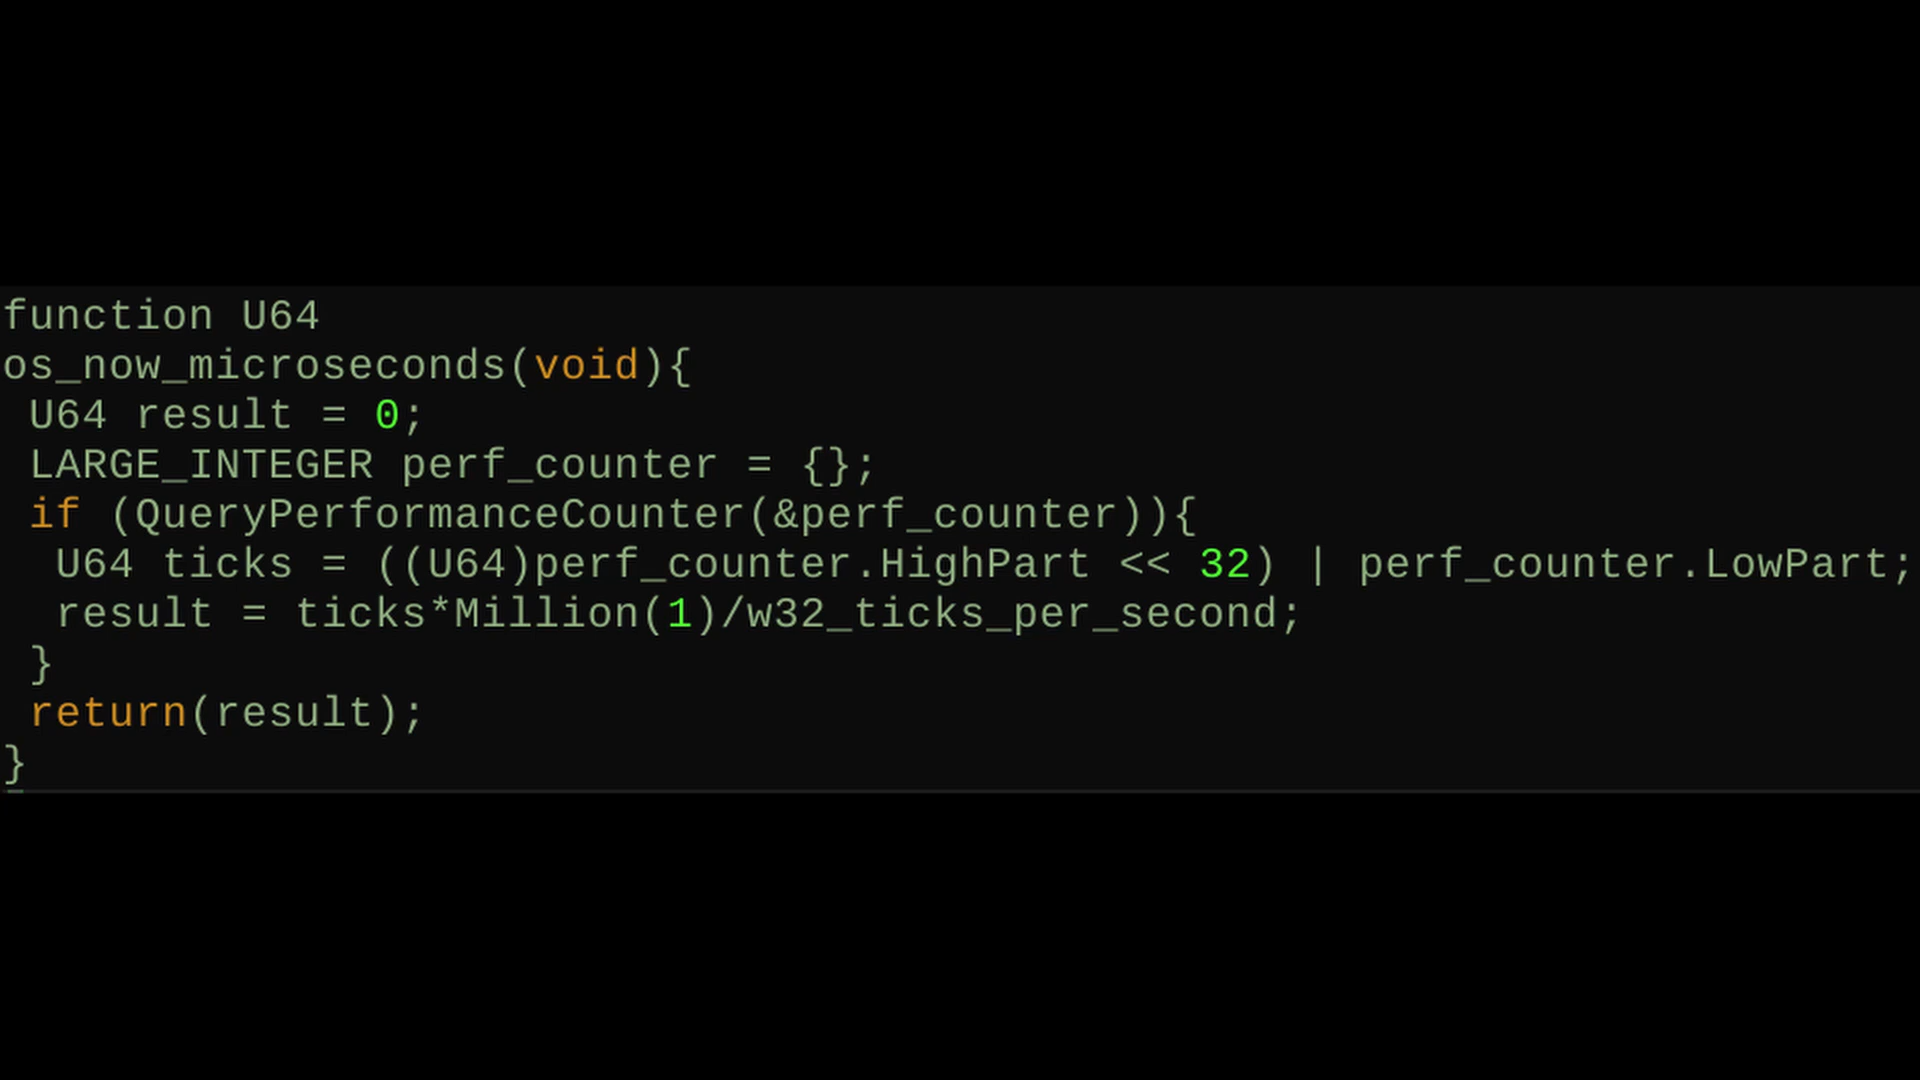 function U64
os_now_microseconds(void){
 U64 result = 0;
 LARGE_INTEGER perf_counter = {};
 if (QueryPerformanceCounter(&perf_counter)){
  U64 ticks = ((U64)perf_counter.HighPart << 32) | perf_counter.LowPart;
  result = ticks*Million(1)/w32_ticks_per_second;
 }
 return(result);
}